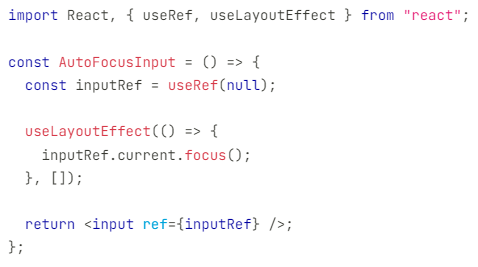 import React, { useRef, useLayoutEffect } from "react";
const AutoFocusInput = () => {
  const inputRef = useRef(null);
  useLayoutEffect(() => {
    inputRef.current.focus();
  }, []);
  return <input ref={inputRef} />;
};